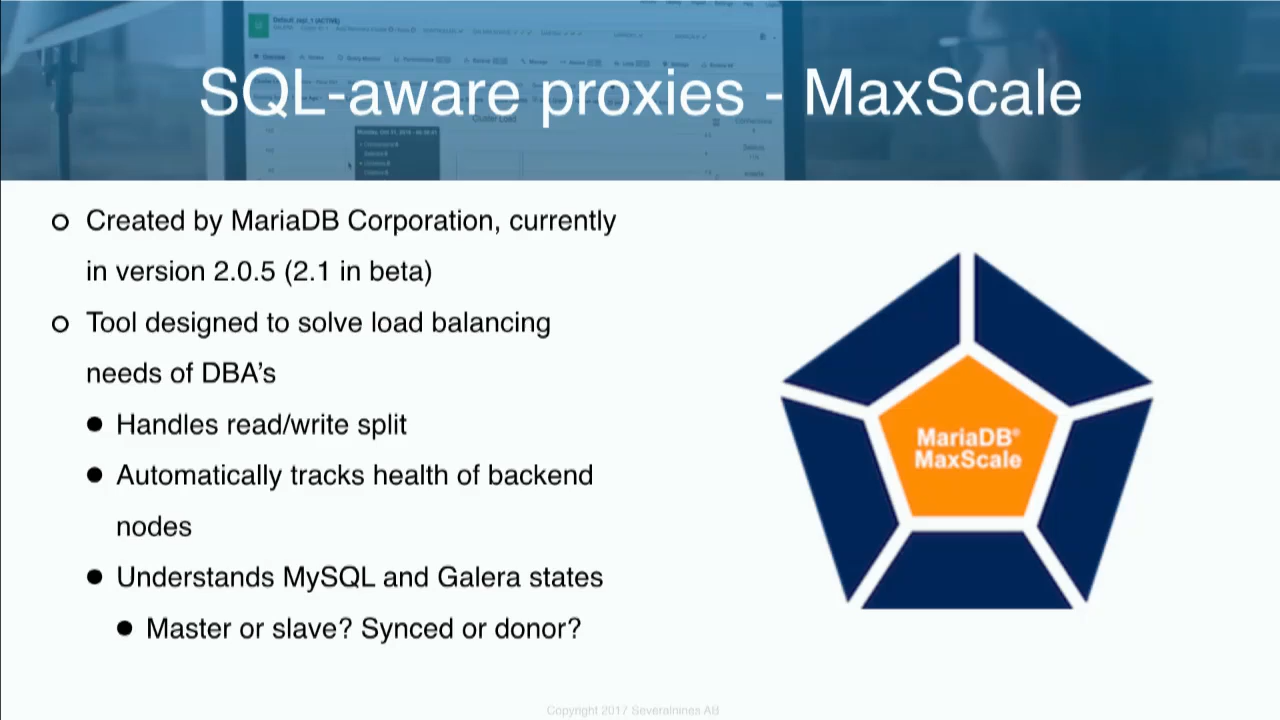 SQL-aware proxies - MaxScale
Cluster Load
Created by MariaDB Corporation, currently
in version 2.0.5 (2.1 in beta)
Tool designed to solve load balancing
needs of DBA’s
Handles read/write split
Automatically tracks health of backend
nodes
Understands MySQL and Galera states
Master or slave? Synced or donor?
MariaDB®
MaxScale
Copyright 2017 Severalnines AB